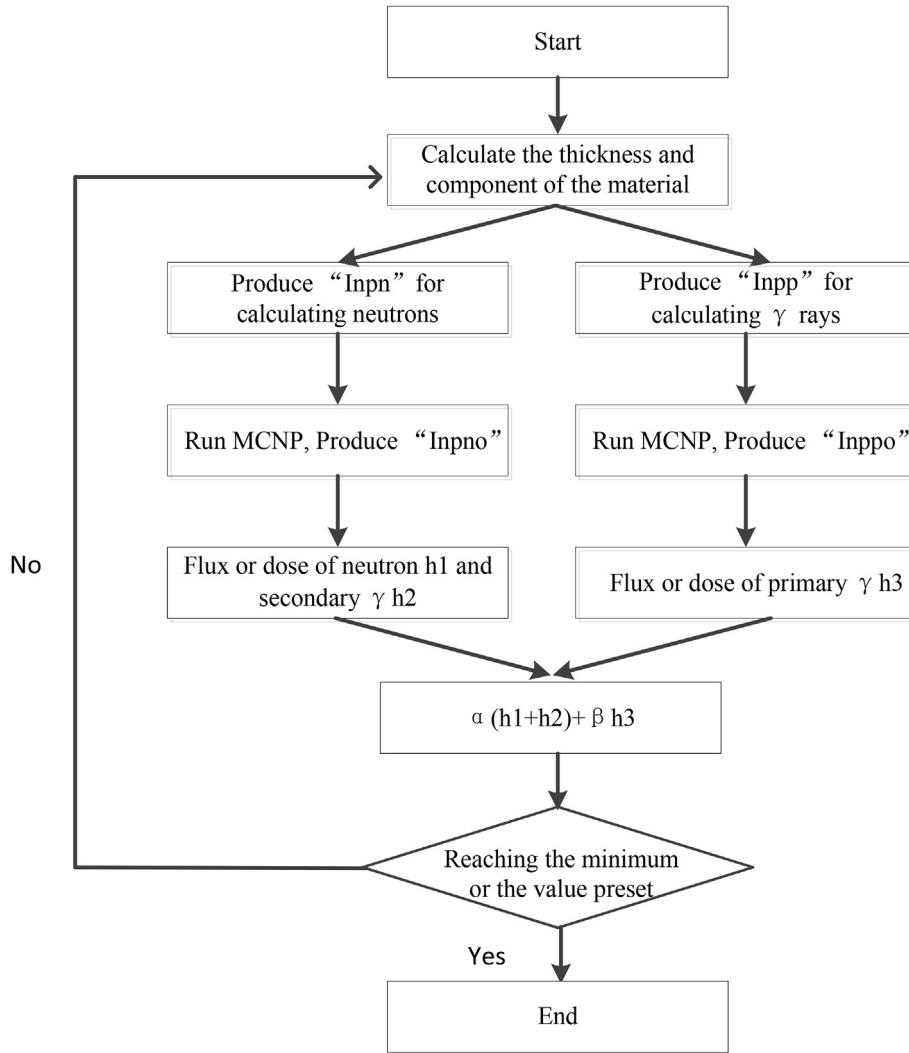 Start
Calculate the thickness and
component of the material
Produce “Inpn” for
calculating neutrons
Produce “Inpp” for
calculating γ rays
Run MCNP, Produce “Inpno”
Run MCNP, Produce “Inppo”
Flux or dose of neutron h1 and
secondary γ h2
Flux or dose of primary γ h3
α (h1+h2)+ β h3
No
Reaching the minimum
or the value preset
Yes
End